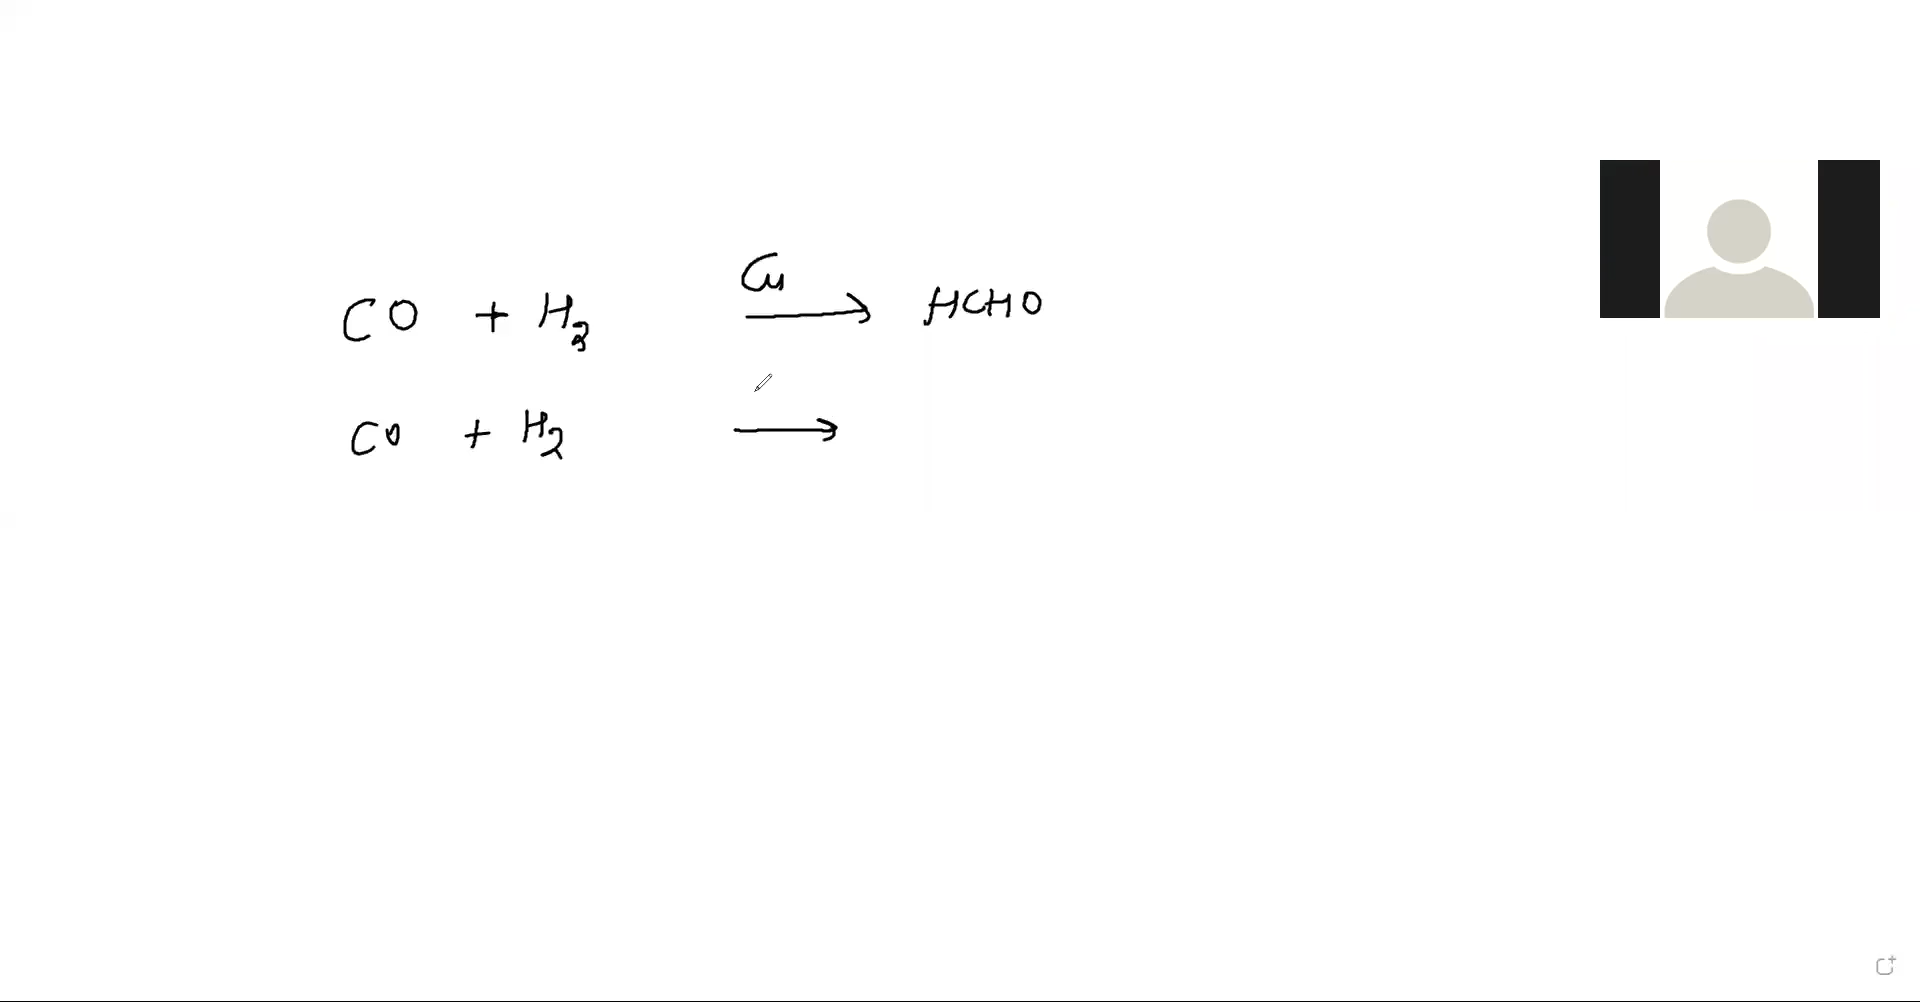 CO + H₂ Cu → HCHO
CO + H₂ →